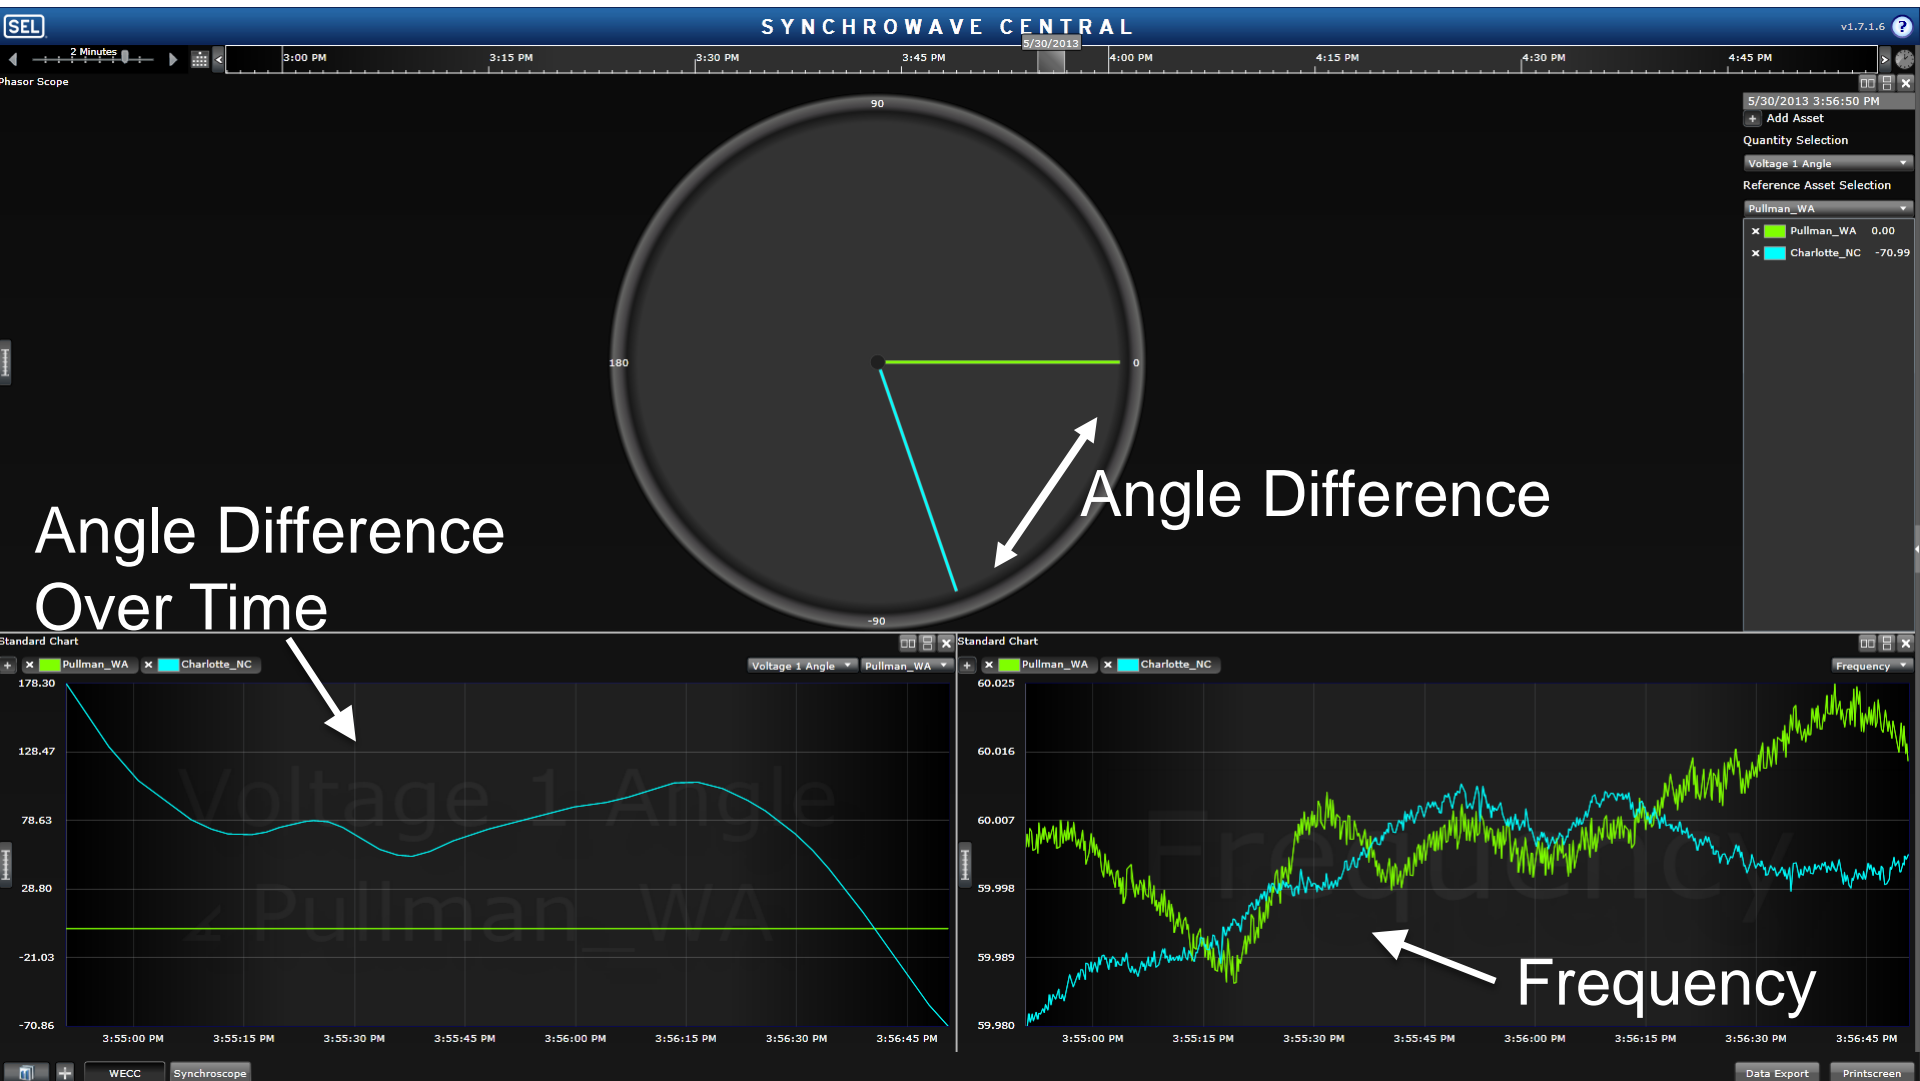 SEL
SYNCHROWAVE CENTRAL
v1.7.1.6 ?
5/30/2013
2 Minutes
3:00 PM 3:15 PM 3:30 PM 3:45 PM 4:00 PM 4:15 PM 4:30 PM 4:45 PM
Phasor Scope
5/30/2013 3:56:50 PM
+ Add Asset
Quantity Selection
Voltage 1 Angle
Reference Asset Selection
Pullman_WA
Pullman_WA 0.00
Charlotte_NC -70.99
90
180
0
-90
Angle Difference
Angle Difference
Over Time
Standard Chart
Pullman_WA Charlotte_NC Voltage 1 Angle Pullman_WA
178.30
128.47
78.63
28.80
-21.03
-70.86
Voltage 1 Angle
∠ Pullman_WA
3:55:00 PM 3:55:15 PM 3:55:30 PM 3:55:45 PM 3:56:00 PM 3:56:15 PM 3:56:30 PM 3:56:45 PM
Standard Chart
Pullman_WA Charlotte_NC Frequency
60.025
60.016
60.007
59.998
59.989
59.980
Frequency
Frequency
3:55:00 PM 3:55:15 PM 3:55:30 PM 3:55:45 PM 3:56:00 PM 3:56:15 PM 3:56:30 PM 3:56:45 PM
WECC Synchroscope Data Export Printscreen